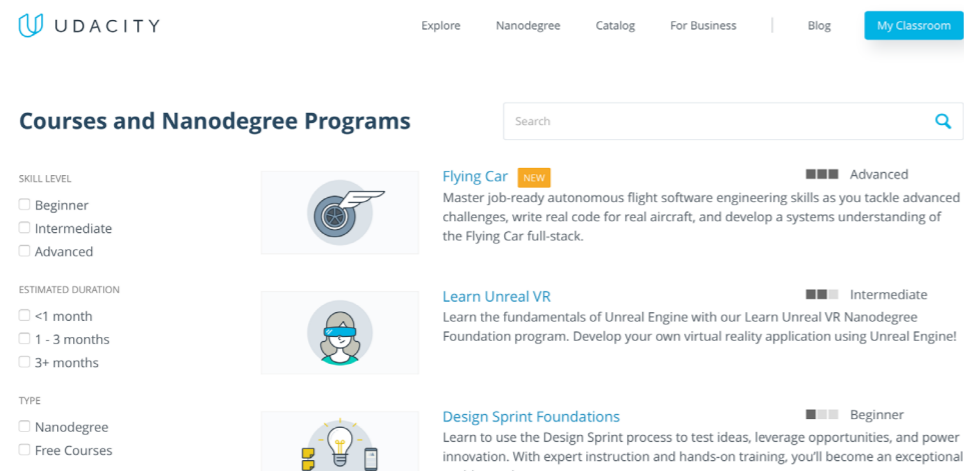 UDACITY
Explore
Nanodegree
Catalog
For Business
Blog
My Classroom
Courses and Nanodegree Programs
Search
SKILL LEVEL
Beginner
Intermediate
Advanced
ESTIMATED DURATION
<1 month
1 - 3 months
3+ months
TYPE
Nanodegree
Free Courses
Flying Car NEW
Advanced
Master job-ready autonomous flight software engineering skills as you tackle advanced
challenges, write real code for real aircraft, and develop a systems understanding of
the Flying Car full-stack.
Learn Unreal VR
Intermediate
Learn the fundamentals of Unreal Engine with our Learn Unreal VR Nanodegree
Foundation program. Develop your own virtual reality application using Unreal Engine!
Design Sprint Foundations
Beginner
Learn to use the Design Sprint process to test ideas, leverage opportunities, and power
innovation. With expert instruction and hands-on training, you'll become an exceptional